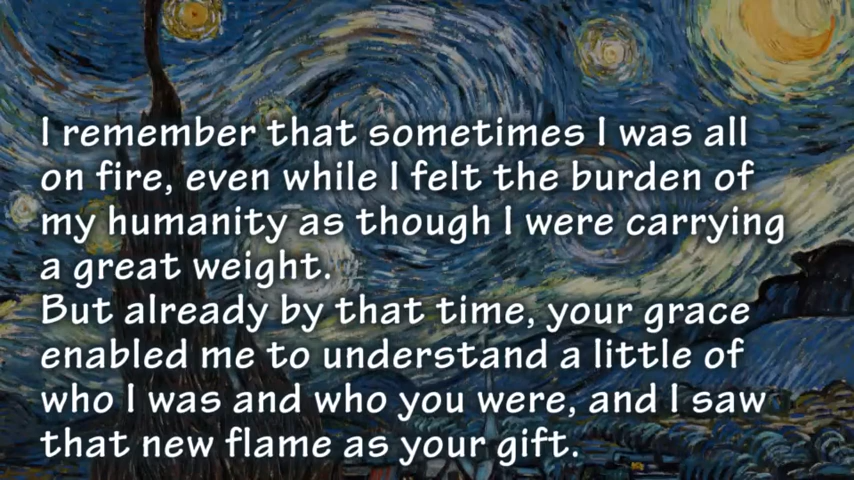 I remember that sometimes I was all
on fire, even while I felt the burden of
my humanity as though I were carrying
a great weight.
But already by that time, your grace
enabled me to understand a little of
who I was and who you were, and I saw
that new flame as your gift.